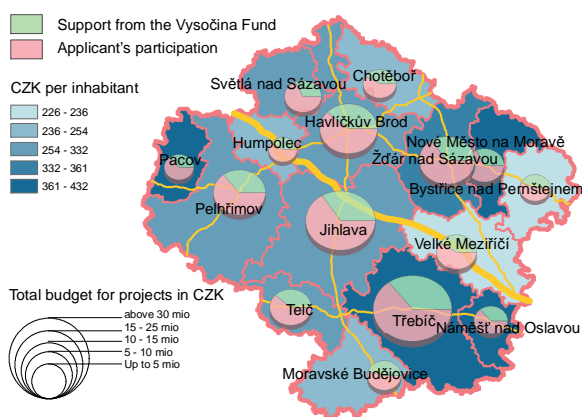 Support from the Vysočina Fund
Applicant's participation
CZK per inhabitant
226 - 236
236 - 254
254 - 332
332 - 361
361 - 432
Chotěboř
Světlá nad Sázavou
Havlíčkův Brod
Nové Město na Moravě
Humpolec
Žďár nad Sázavou
Pacov
Bystřice nad Pernštejnem
Pelhřimov
Jihlava
Velké Meziříčí
Telč
Třebíč
Náměšť nad Oslavou
Moravské Budějovice
Total budget for projects in CZK
above 30 mio
15 - 25 mio
10 - 15 mio
5 - 10 mio
Up to 5 mio